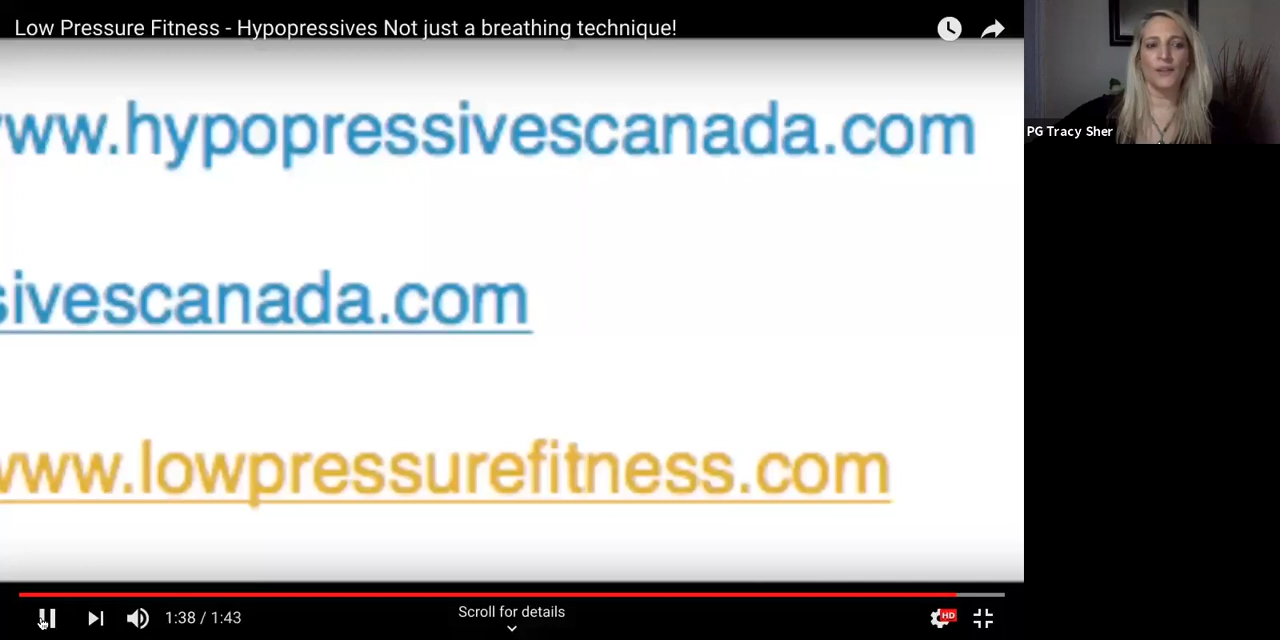 Low Pressure Fitness - Hypopressives Not just a breathing technique!
ww.hypopressivescanada.com
PG Tracy Sher
sivescanada.com
www.lowpressurefitness.com
1:38 / 1:43
Scroll for details
HD